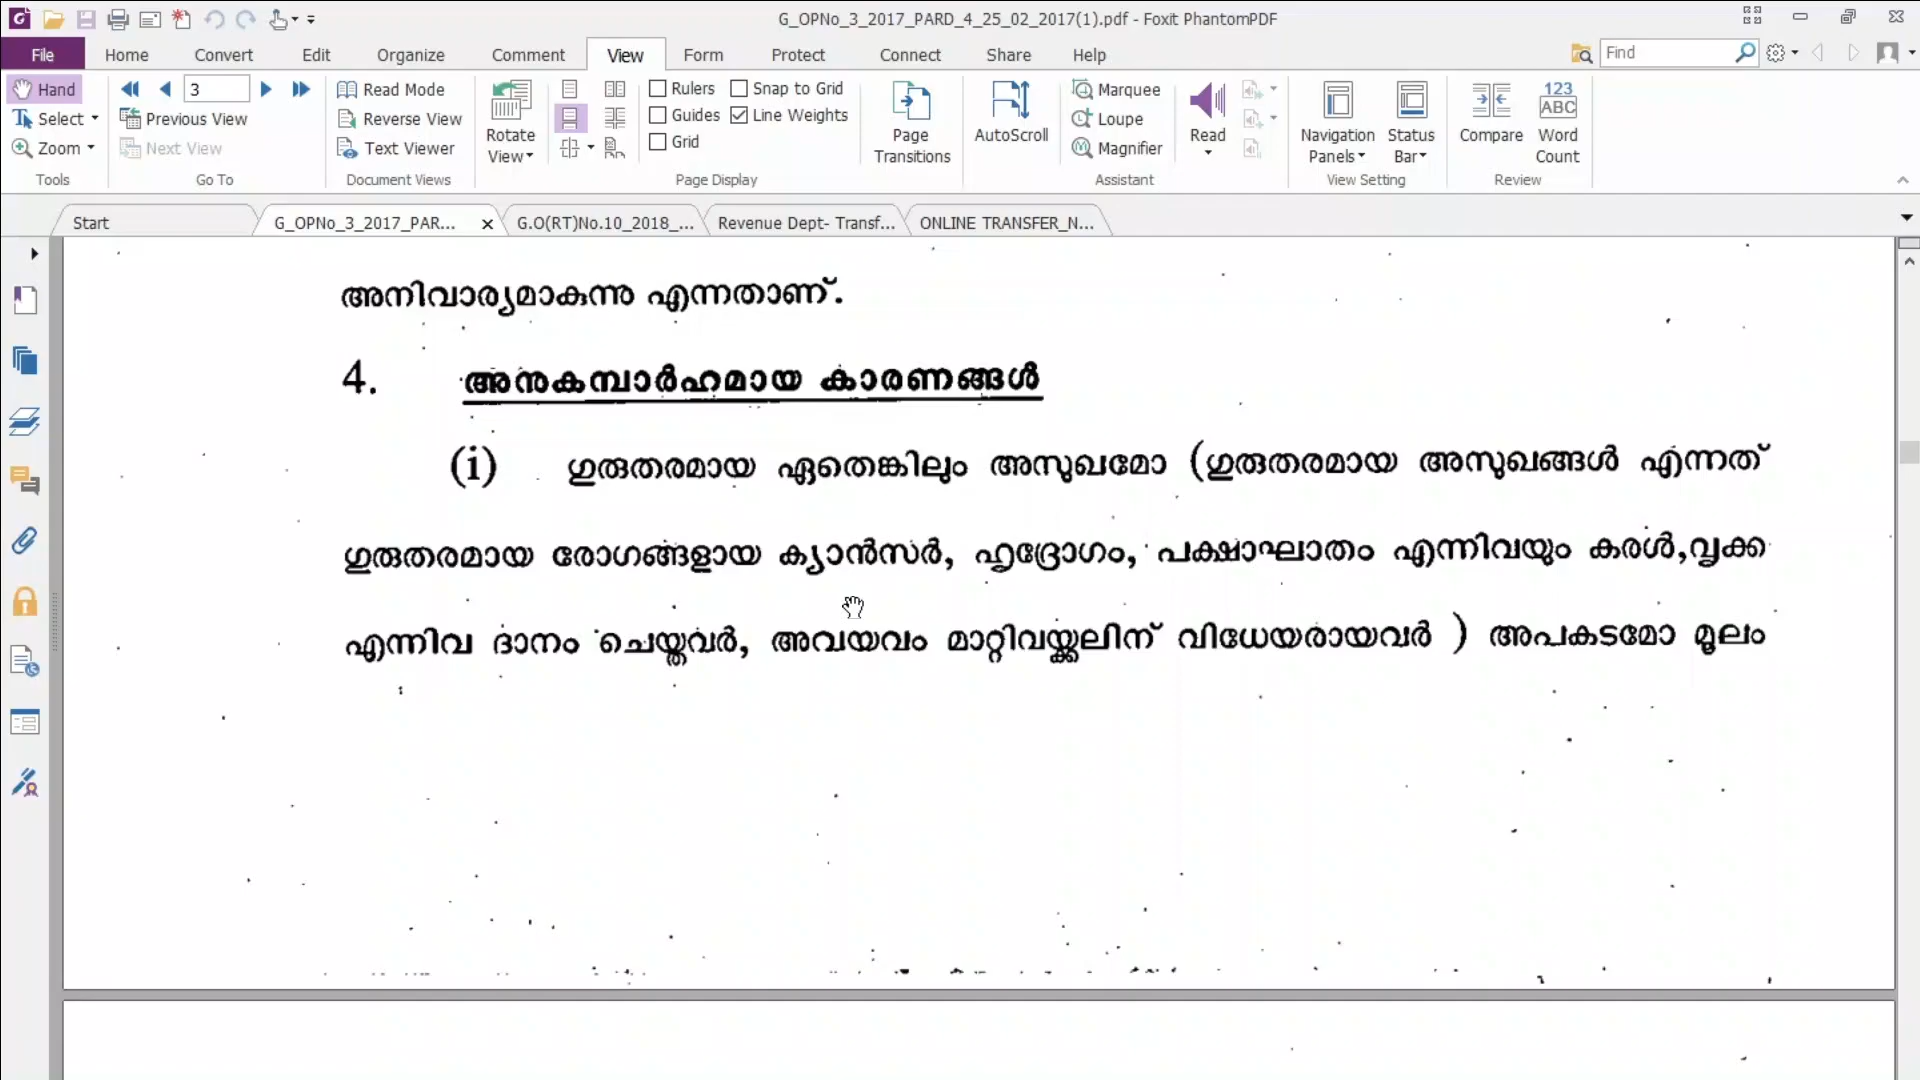 G_OPNo_3_2017_PARD_4_25_02_2017(1).pdf - Foxit PhantomPDF
File Home Convert Edit Organize Comment View Form Protect Connect Share Help Find
Hand 3 Read Mode Rulers Snap to Grid Marquee 123
Select Previous View Reverse View Guides Line Weights Loupe ABC
Zoom Next View Text Viewer Grid Magnifier
Rotate View Page Transitions AutoScroll Read Navigation Panels Status Bar Compare Word Count
Tools Go To Document Views Page Display Assistant View Setting Review
Start G_OPNo_3_2017_PAR... G.O(RT)No.10_2018_... Revenue Dept- Transf... ONLINE TRANSFER_N...
അനിവാര്യമാകുന്നു എന്നതാണ്.
4. അനുകമ്പാർഹമായ കാരണങ്ങൾ
(i) ഗുരുതരമായ ഏതെങ്കിലും അസുഖമോ (ഗുരുതരമായ അസുഖങ്ങൾ എന്നത്
ഗുരുതരമായ രോഗങ്ങളായ ക്യാൻസർ, ഹൃദ്രോഗം, പക്ഷാഘാതം എന്നിവയും കരൾ,വൃക്ക
എന്നിവ ദാനം ചെയ്തവർ, അവയവം മാറ്റിവയ്ക്കലിന് വിധേയരായവർ ) അപകടമോ മൂലം